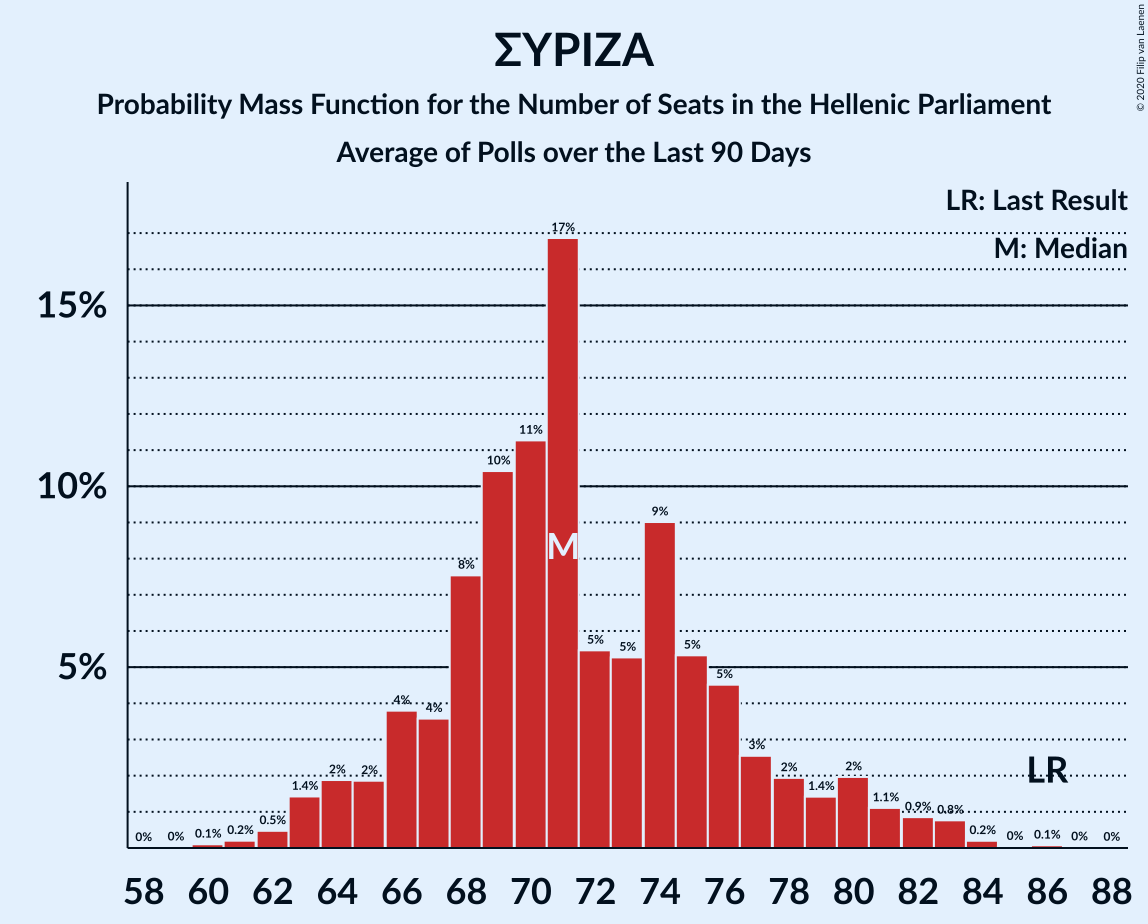 ΣΥΡΙΖΑ
Probability Mass Function for the Number of Seats in the Hellenic Parliament
Average of Polls over the Last 90 Days
© 2020 Filip van Laenen
LR: Last Result
M: Median
15%
10%
5%
0% 0% 0.1% 0.2% 0.5% 1.4% 2% 2% 4% 4% 8% 10% 11% 17% 5% 5% 9% 5% 5% 3% 2% 1.4% 2% 1.1% 0.9% 0.8% 0.2% 0% 0.1% 0% 0%
M
LR
58 60 62 64 66 68 70 72 74 76 78 80 82 84 86 88